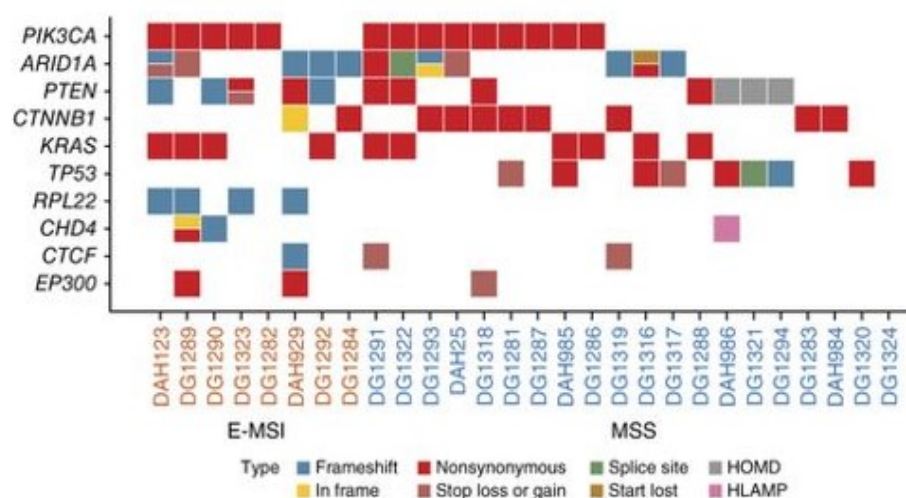 PIK3CA
ARID1A
PTEN
CTNNB1
KRAS
TP53
RPL22
CHD4
CTCF
EP300
DAH123
DG1289
DG1290
DG1323
DG1282
DAH929
DG1292
DG1284
DG1291
DG1322
DG1293
DAH25
DG1318
DG1281
DG1287
DAH985
DG1286
DG1319
DG1316
DG1317
DG1288
DAH986
DG1321
DG1294
DG1283
DAH984
DG1320
DG1324
E-MSI MSS
Type Frameshift Nonsynonymous Splice site HOMD
In frame Stop loss or gain Start lost HLAMP